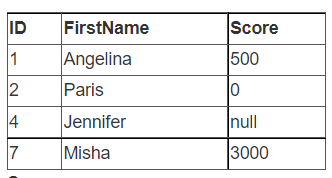 ID FirstName Score
1 Angelina 500
2 Paris 0
4 Jennifer null
7 Misha 3000